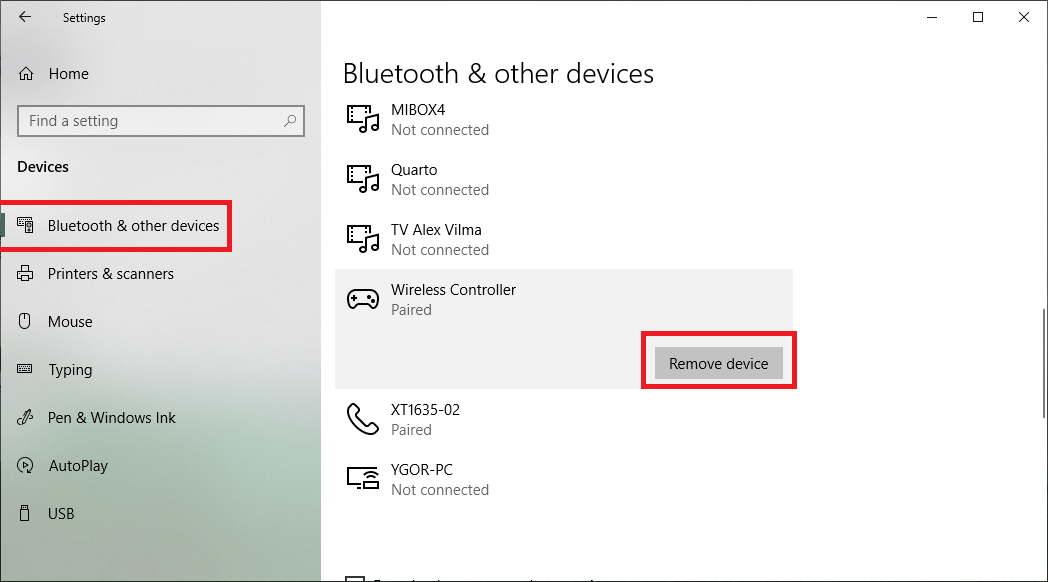 Settings
Home
Find a setting
Devices
Bluetooth & other devices
Printers & scanners
Mouse
Typing
Pen & Windows Ink
AutoPlay
USB
Bluetooth & other devices
MIBOX4
Not connected
Quarto
Not connected
TV Alex Vilma
Not connected
Wireless Controller
Paired
Remove device
XT1635-02
Paired
YGOR-PC
Not connected